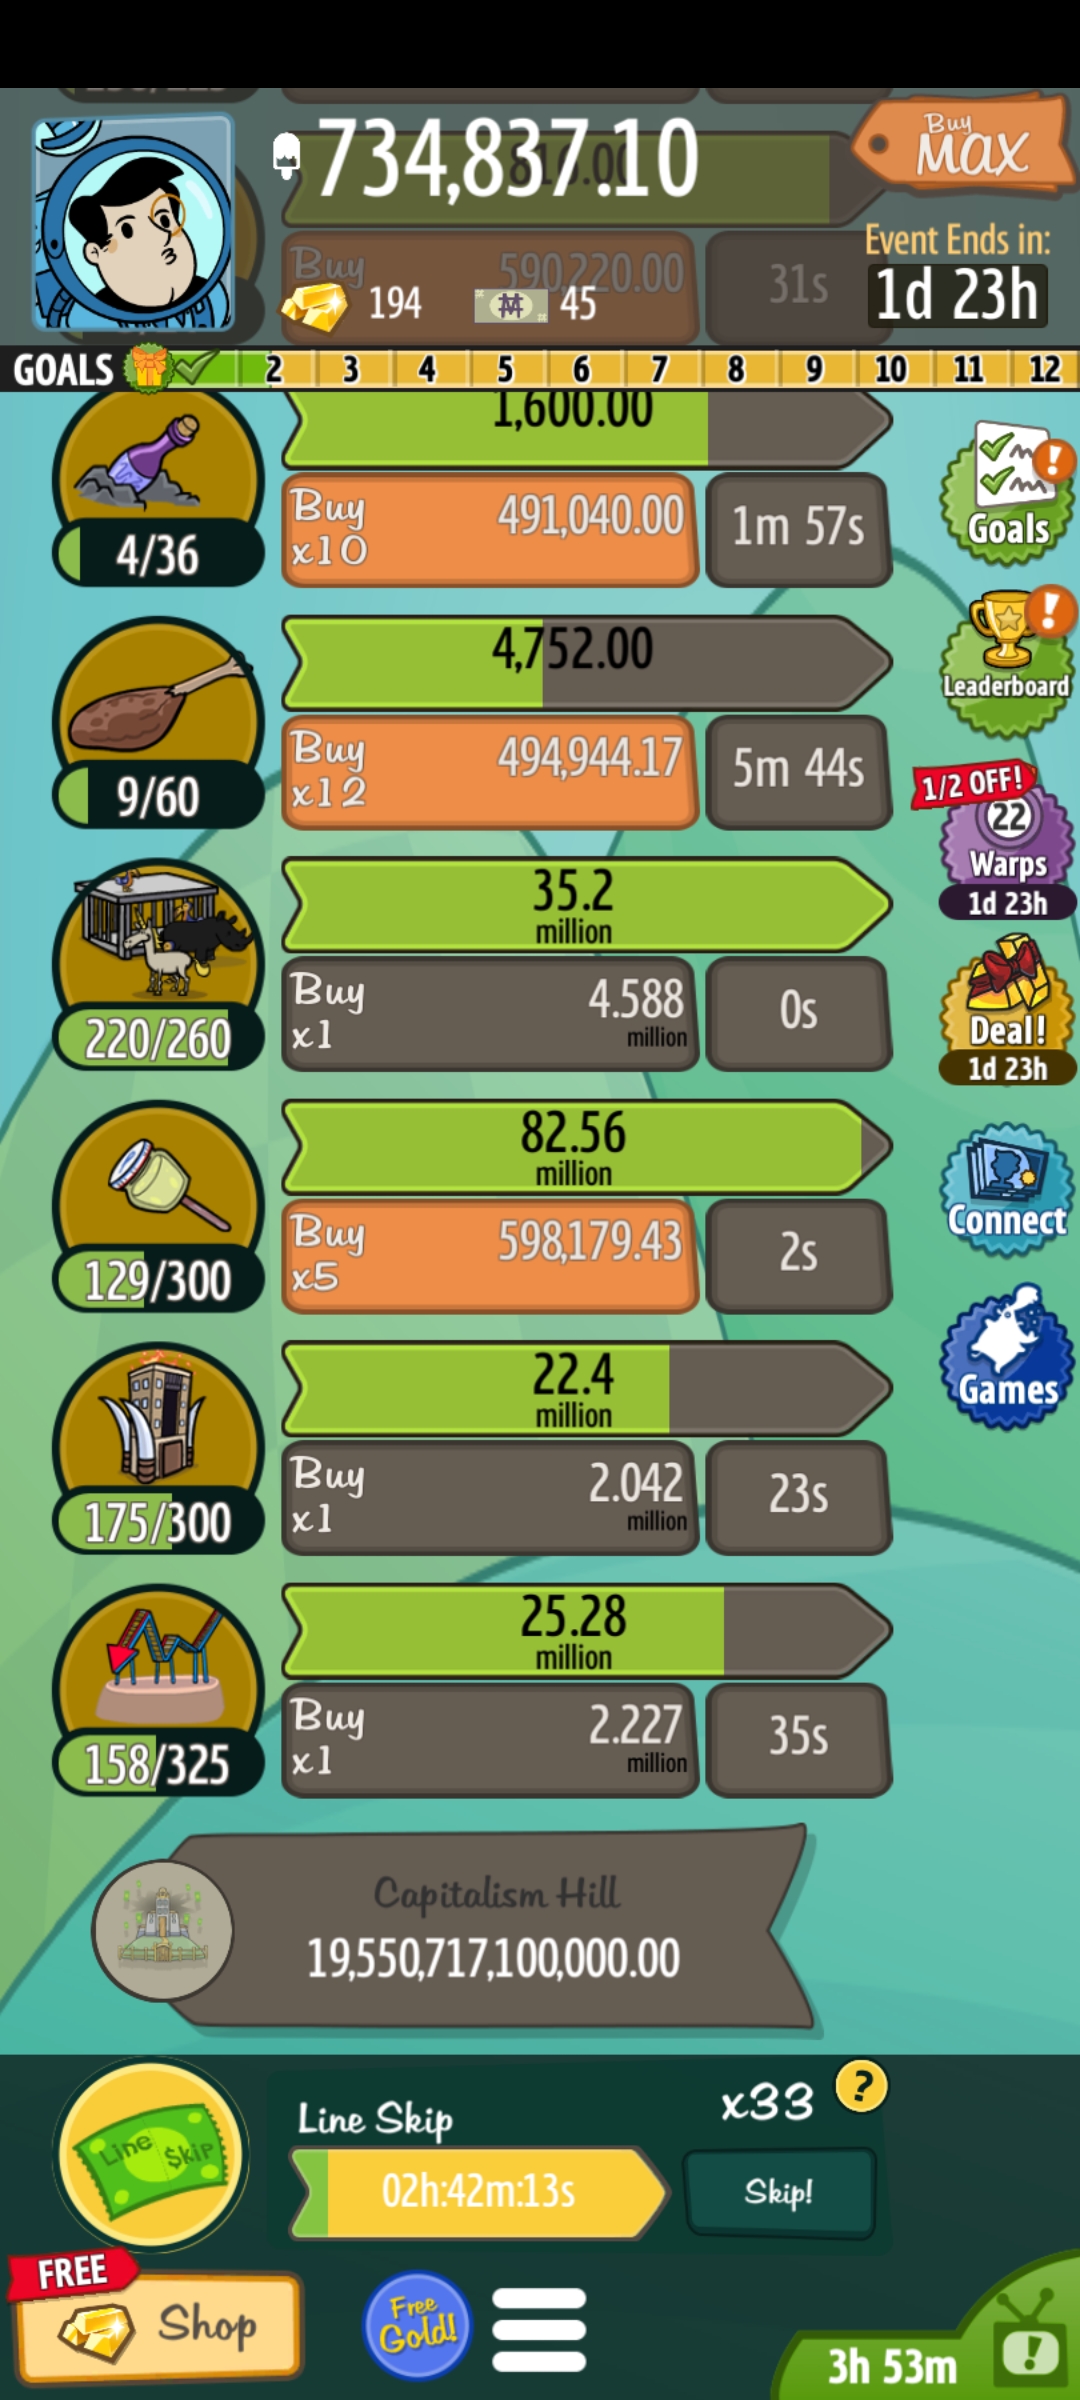 734,837.10
Buy
MAX
810.00
Event Ends in:
1d 23h
Buy
590,220.00
31s
194
45
GOALS
2
3
4
5
6
7
8
9
10
11
12
1,600.00
4/36
Buy
x10
491,040.00
1m 57s
Goals
4,752.00
9/60
Buy
x12
494,944.17
5m 44s
Leaderboard
1/2 OFF!
22
Warps
1d 23h
35.2
million
220/260
Buy
x1
4.588
million
0s
Deal!
1d 23h
82.56
million
129/300
Buy
x5
598,179.43
2s
Connect
22.4
million
175/300
Buy
x1
2.042
million
23s
Games
25.28
million
158/325
Buy
x1
2.227
million
35s
Capitalism Hill
19,550,717,100,000.00
Line $kip
Line Skip
x33
?
02h:42m:13s
Skip!
FREE
Shop
Free
Gold!
3h 53m